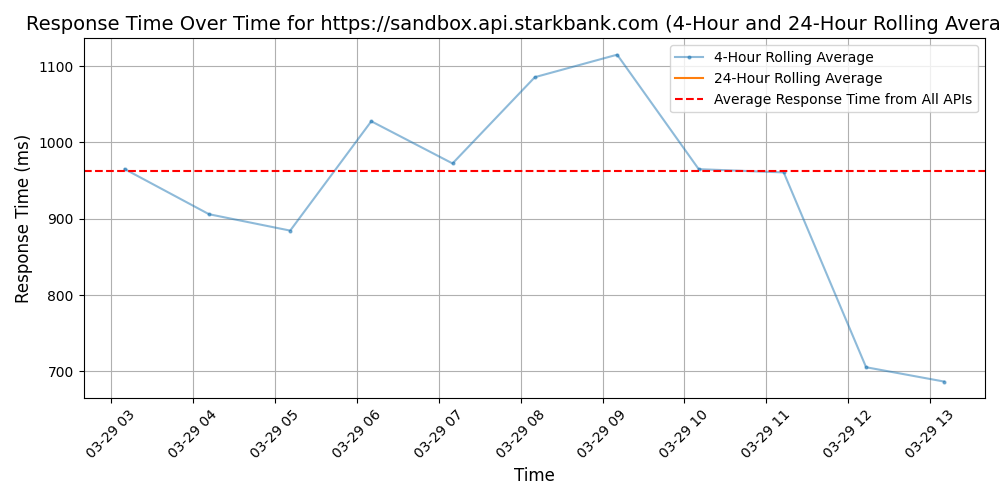 Response Time Over Time for https://sandbox.api.starkbank.com (4-Hour and 24-Hour Rolling Avera
4-Hour Rolling Average
24-Hour Rolling Average
Average Response Time from All APIs
Response Time (ms)
1100
1000
900
800
700
03-29 03
03-29 04
03-29 05
03-29 06
03-29 07
03-29 08
03-29 09
03-29 10
03-29 11
03-29 12
03-29 13
Time